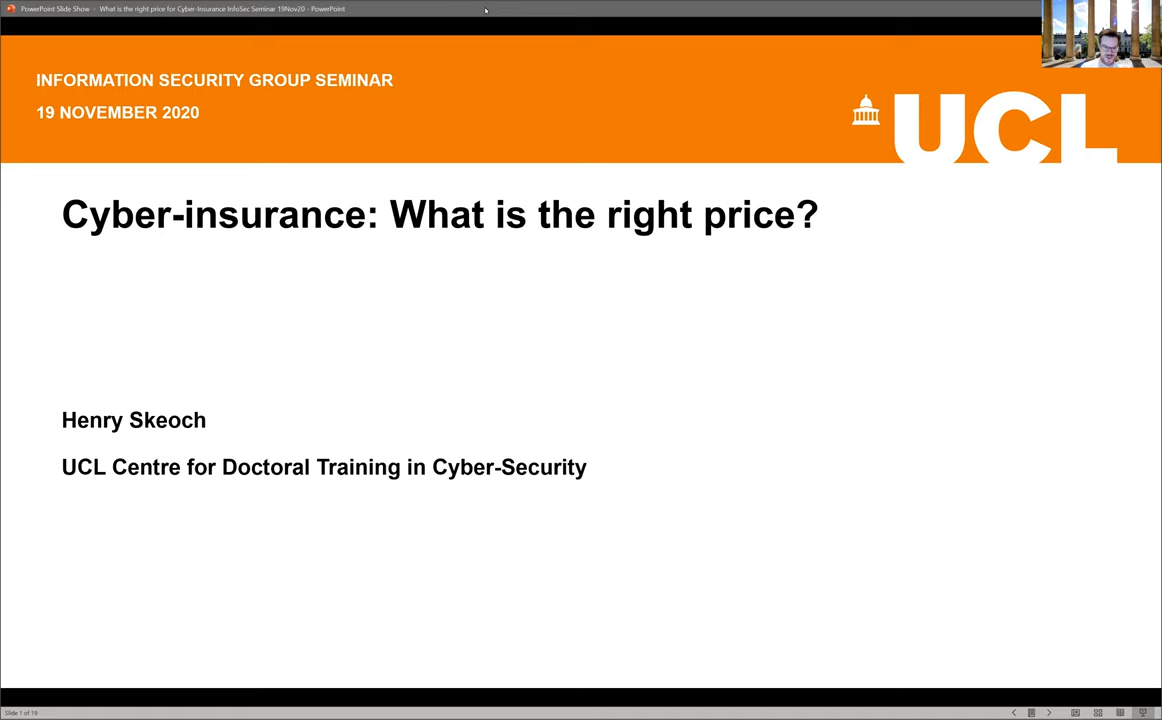 PowerPoint Slide Show - What is the right price for Cyber-Insurance InfoSec Seminar 19Nov20 - PowerPoint
INFORMATION SECURITY GROUP SEMINAR
19 NOVEMBER 2020
UCL
Cyber-insurance: What is the right price?
Henry Skeoch
UCL Centre for Doctoral Training in Cyber-Security
Slide 1 of 19